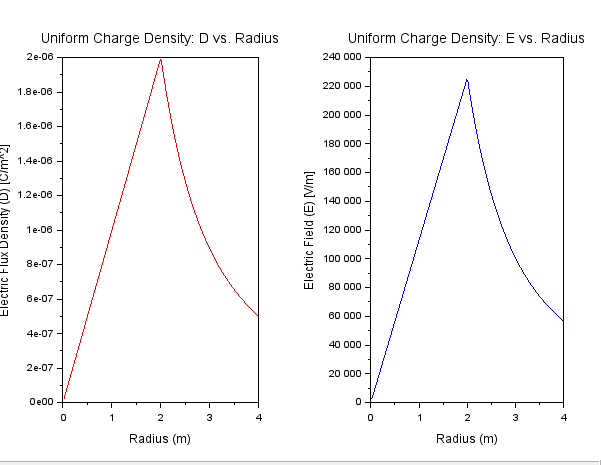 Uniform Charge Density: D vs. Radius
2e-06
1.8e-06
1.6e-06
1.4e-06
1.2e-06
1e-06
8e-07
6e-07
4e-07
2e-07
0e00
Electric Flux Density (D) [C/m^2]
0 1 2 3 4
Radius (m)
Uniform Charge Density: E vs. Radius
240 000
220 000
200 000
180 000
160 000
140 000
120 000
100 000
80 000
60 000
40 000
20 000
0
Electric Field (E) [V/m]
0 1 2 3 4
Radius (m)